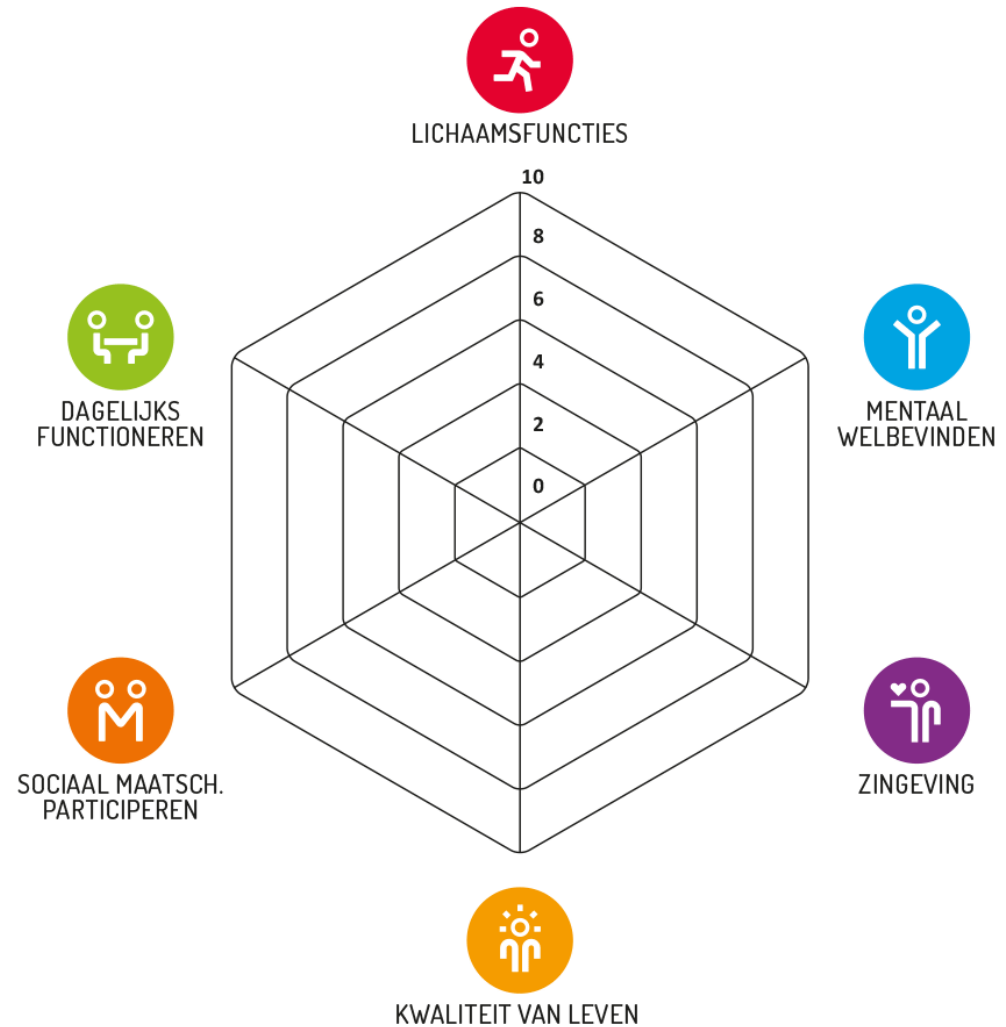 LICHAAMSFUNCTIES
10
8
6
4
2
0
DAGELIJKS
FUNCTIONEREN
MENTAAL
WELBEVINDEN
SOCIAAL MAATSCH.
PARTICIPEREN
ZINGEVING
KWALITEIT VAN LEVEN